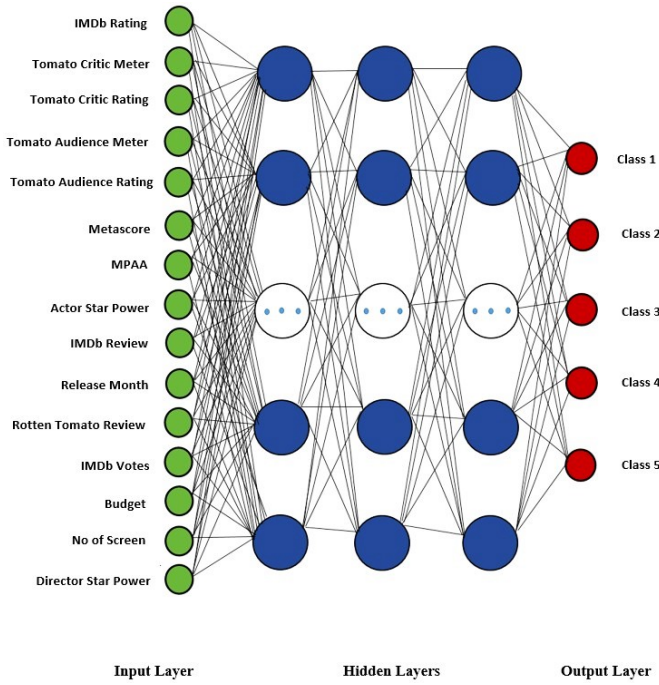 IMDb Rating
Tomato Critic Meter
Tomato Critic Rating
Tomato Audience Meter
Tomato Audience Rating
Metascore
MPAA
Actor Star Power
IMDb Review
Release Month
Rotten Tomato Review
IMDb Votes
Budget
No of Screen
Director Star Power
Class 1
Class 2
Class 3
Class 4
Class 5
Input Layer
Hidden Layers
Output Layer